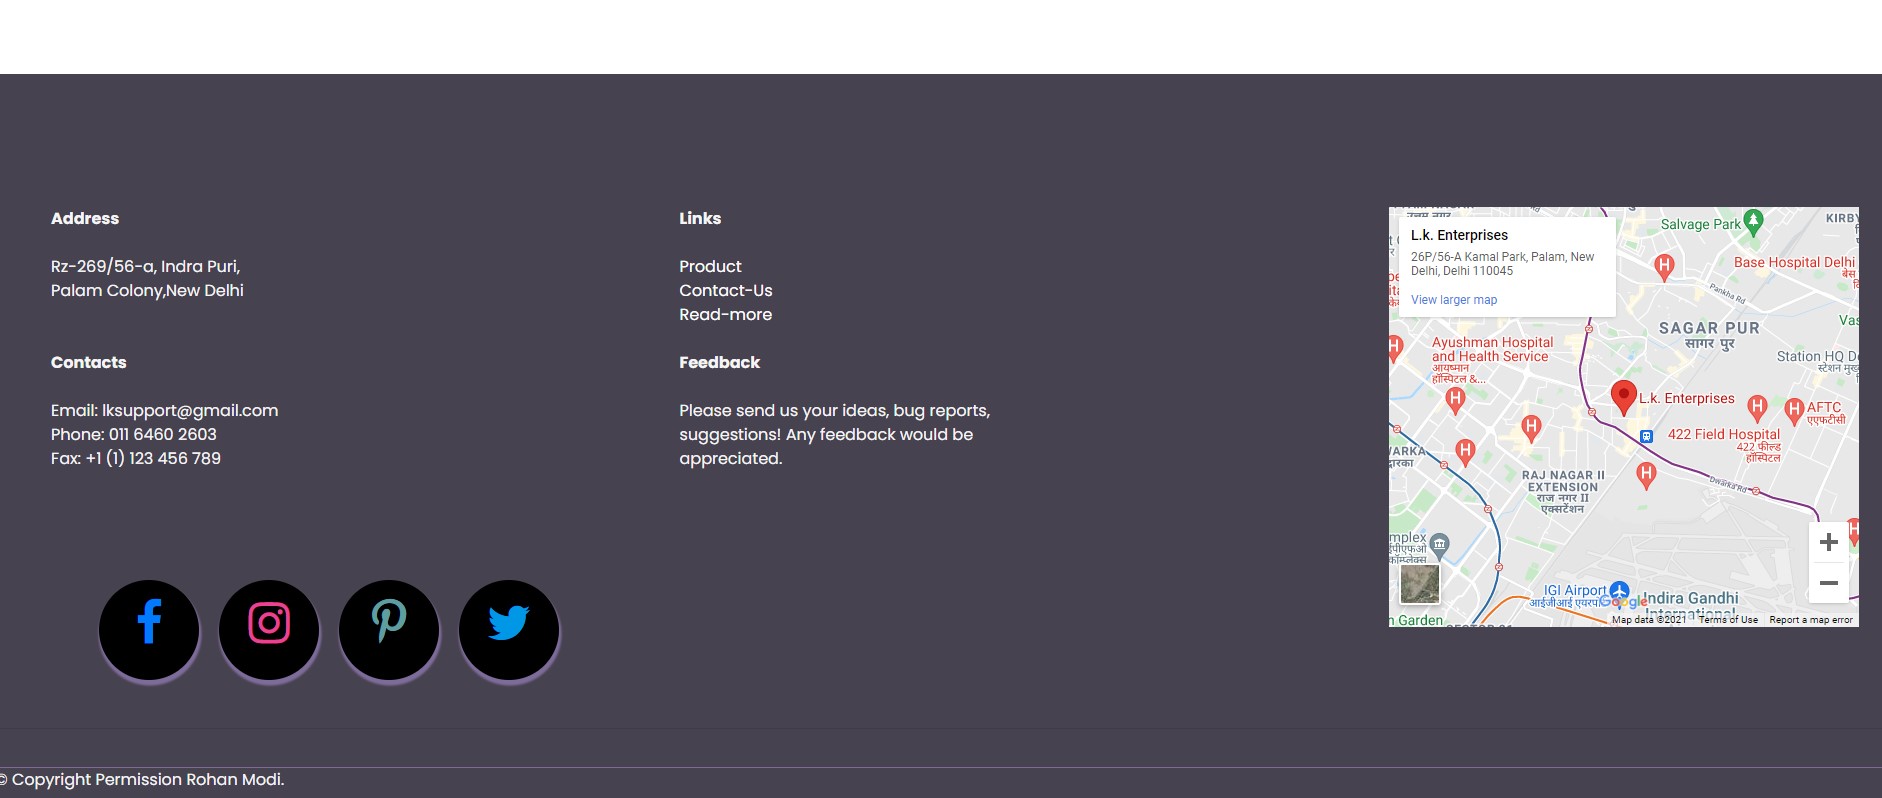 Address
Rz-269/56-a, Indra Puri,
Palam Colony,New Delhi
Contacts
Email: lksupport@gmail.com
Phone: 011 6460 2603
Fax: +1 (1) 123 456 789
Links
Product
Contact-Us
Read-more
Feedback
Please send us your ideas, bug reports,
suggestions! Any feedback would be
appreciated.
L.k. Enterprises
26P/56-A Kamal Park, Palam, New
Delhi, Delhi 110045
View larger map
Salvage Park
KIRBY
Base Hospital Delhi
बेस
Pankha Rd
SAGAR PUR
सागर पुर
Ayushman Hospital
and Health Service
आयष्मान
हॉस्पिटल &...
Station HQ
स्टेशन मुख्
L.k. Enterprises
AFTC
एएफटीसी
422 Field Hospital
422 फील्ड
हॉस्पिटल
WARKA
द्वारका
RAJ NAGAR II
EXTENSION
राज नगर II
एक्सटेंशन
Dwarka Rd
mplex
IGI Airport
आईजीआई एयरपो
Indira Gandhi
International
Google
n Garden
Map data ©2021
Terms of Use
Report a map error
© Copyright Permission Rohan Modi.